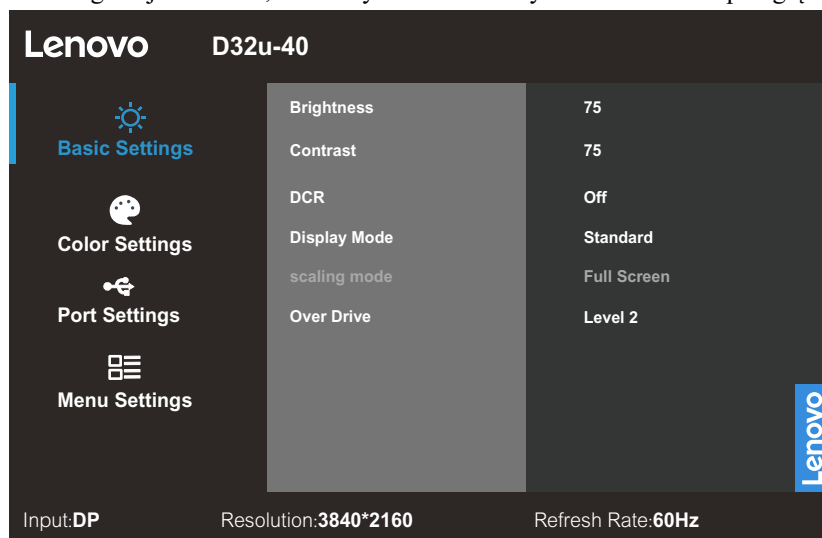 Lenovo D32u-40
Basic Settings
Color Settings
Port Settings
Menu Settings
Brightness 75
Contrast 75
DCR Off
Display Mode Standard
scaling mode Full Screen
Over Drive Level 2
Lenovo
Input:DP Resolution:3840*2160 Refresh Rate:60Hz